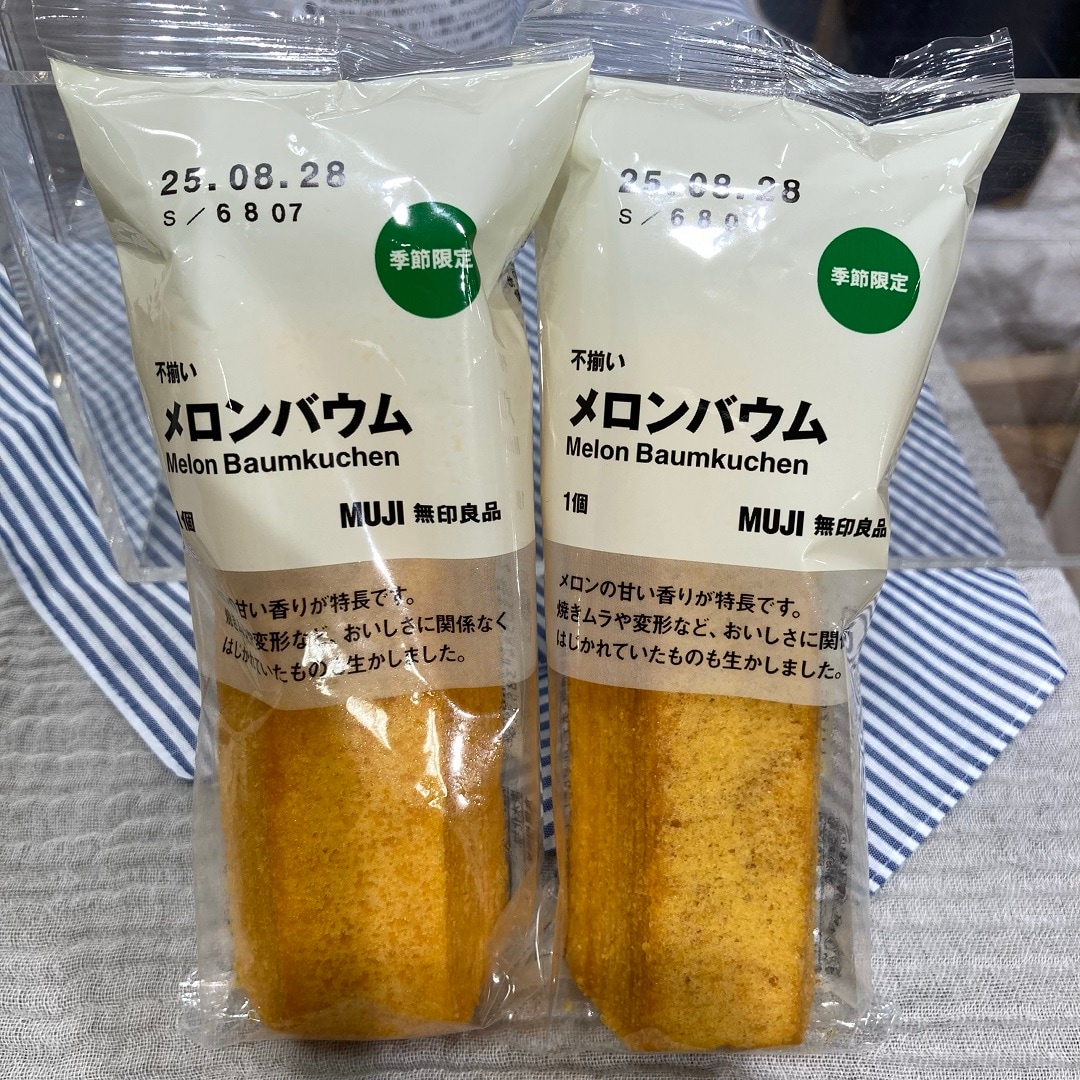 25.08.28
S/6807
季節限定
不揃い
メロンバウム
Melon Baumkuchen
1個
MUJI 無印良品
の甘い香りが特長です。
変形など、おいしさに関係なく
はじかれていたものも生かしました。
25.08.28
S/680
季節限定
不揃い
メロンバウム
Melon Baumkuchen
1個
MUJI 無印良品
メロンの甘い香りが特長です。
焼きムラや変形など、おいしさに関
はじかれていたものも生かしました。